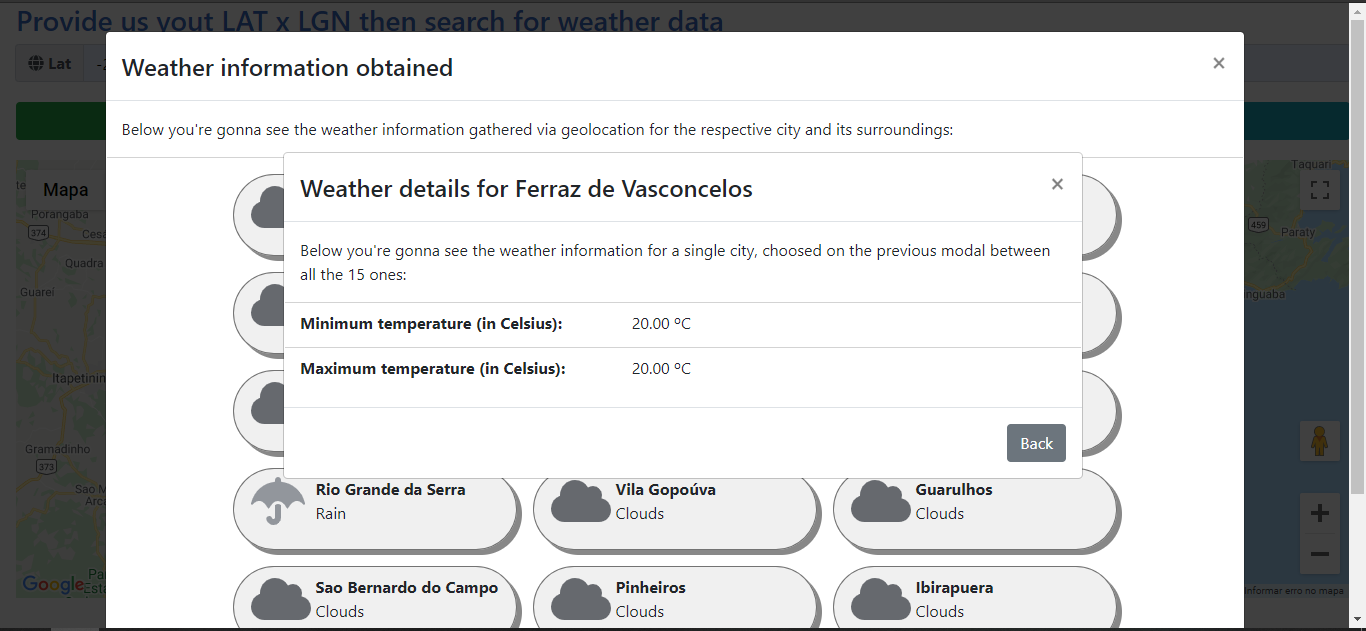 Provide us yout LAT x LGN then search for weather data
Lat
Weather information obtained
×
Below you're gonna see the weather information gathered via geolocation for the respective city and its surroundings:
Weather details for Ferraz de Vasconcelos
×
Below you're gonna see the weather information for a single city, choosed on the previous modal between
all the 15 ones:
Minimum temperature (in Celsius): 20.00 ºC
Maximum temperature (in Celsius): 20.00 ºC
Back
Rio Grande da Serra
Rain
Vila Gopoúva
Clouds
Guarulhos
Clouds
Sao Bernardo do Campo
Clouds
Pinheiros
Clouds
Ibirapuera
Clouds
Mapa
Porangaba
374
Quadra
Guareí
Itapetinin
Gramadinho
373
Sao M
Arc
Google
Taquari
459
Paraty
nguaba
+
−
Informar erro no mapa